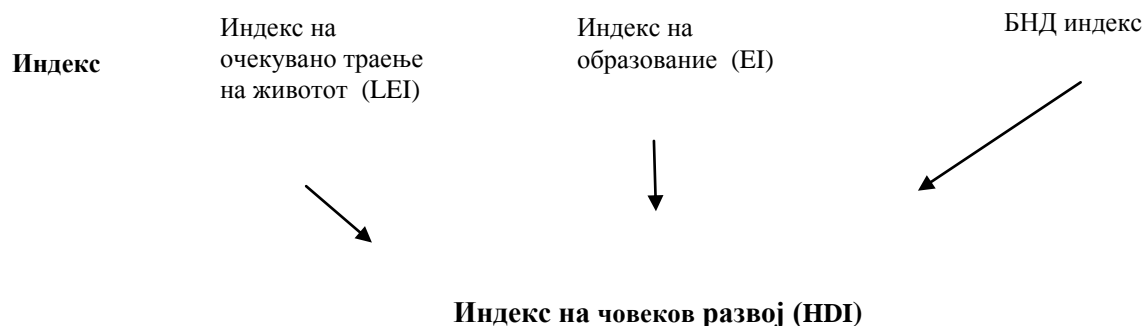 Индекс
Индекс на
очекувано траење
на животот (LEI)
Индекс на
образование (EI)
БНД индекс
Индекс на човеков развој (HDI)